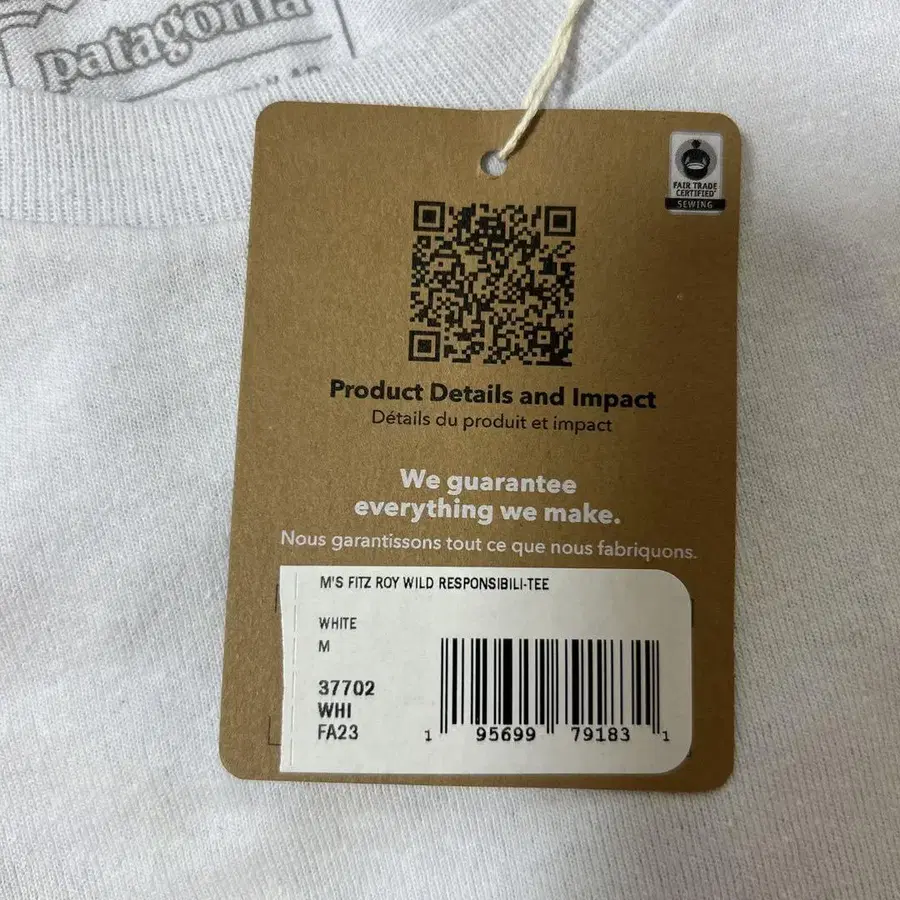 patagonia
FAIR TRADE
CERTIFIED
SEWING
Product Details and Impact
Détails du produit et impact
We guarantee
everything we make.
Nous garantissons tout ce que nous fabriquons.
M'S FITZ ROY WILD RESPONSIBILI-TEE
WHITE
M
37702
WHI
FA23
1 95699 79183 1